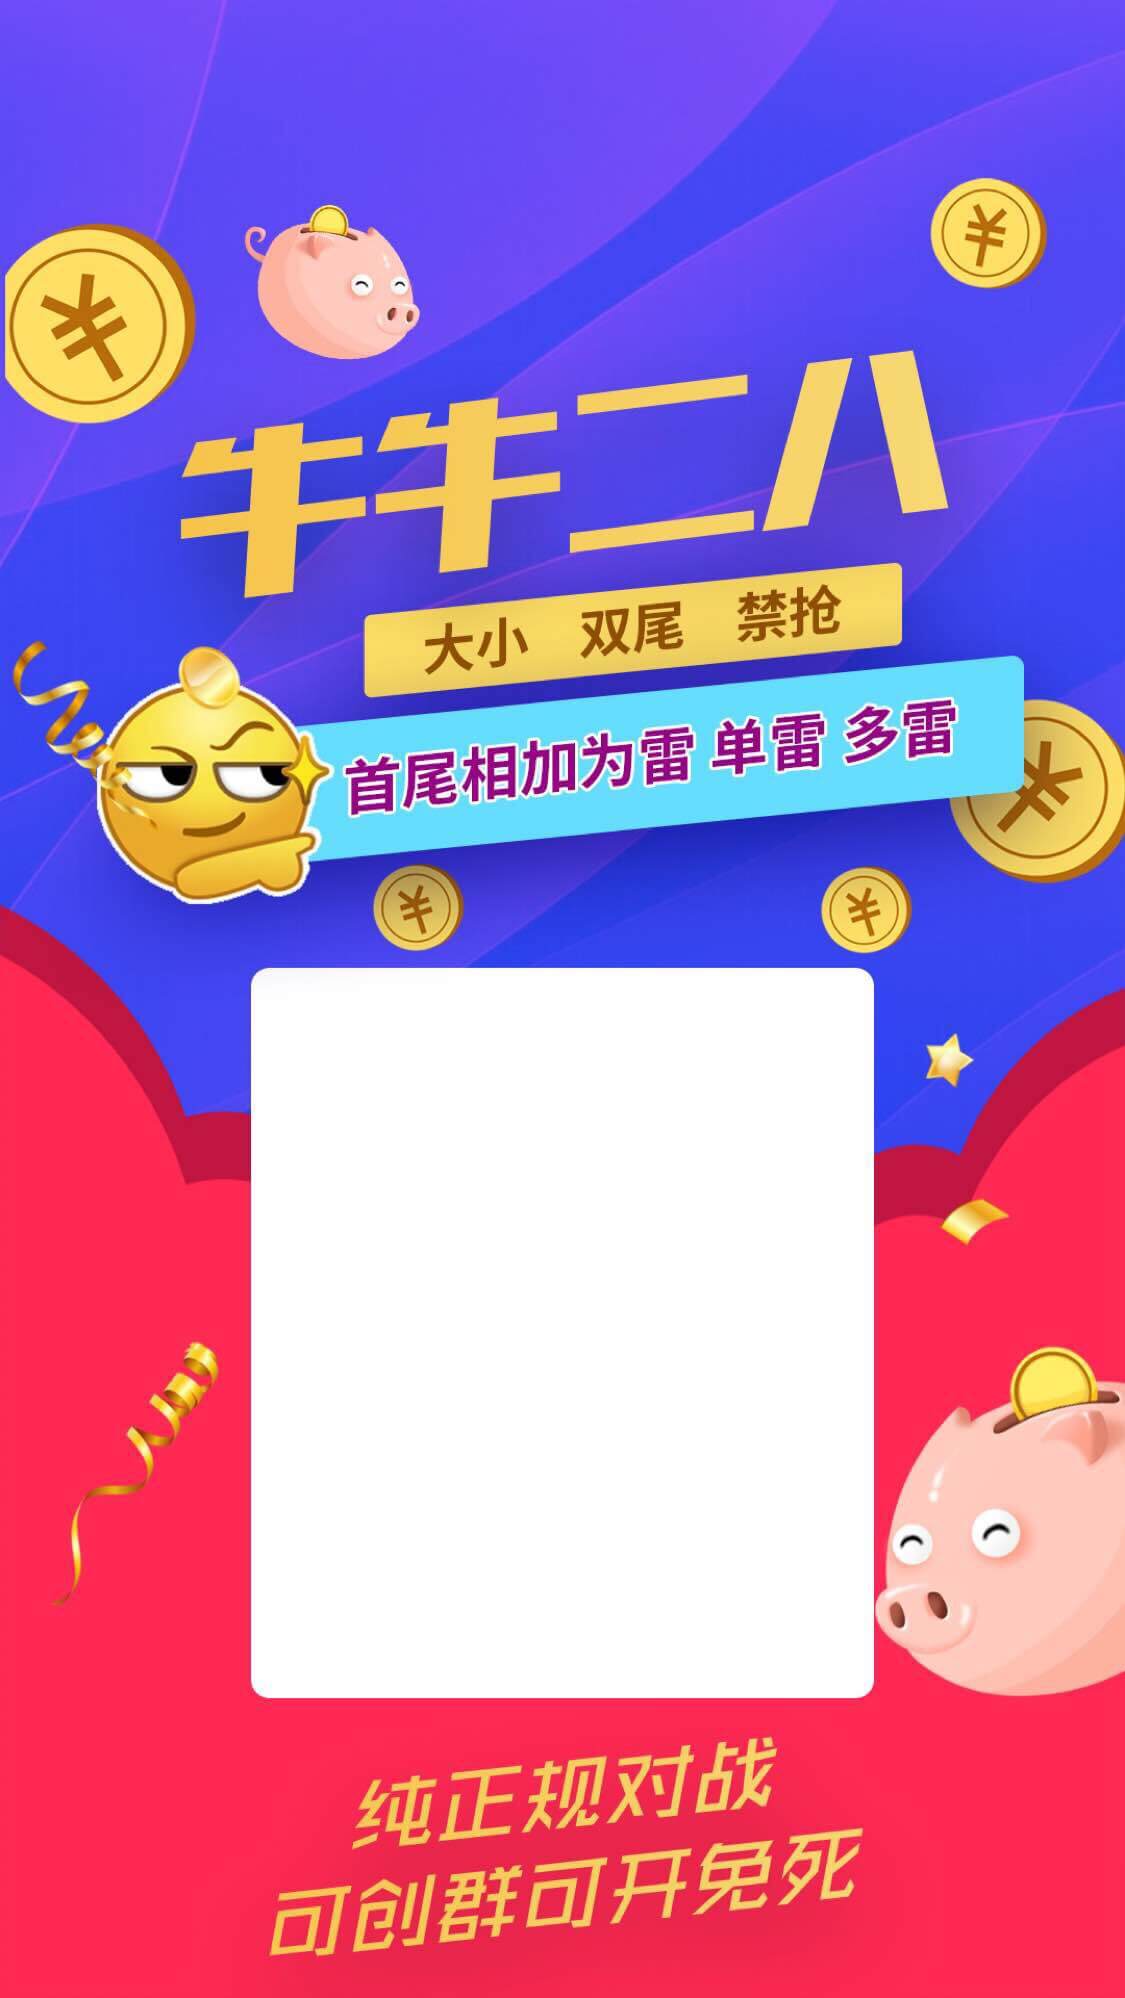 牛牛二八
大小 双尾 禁抢
首尾相加为雷 单雷 多雷
纯正规对战
可创群可开免死